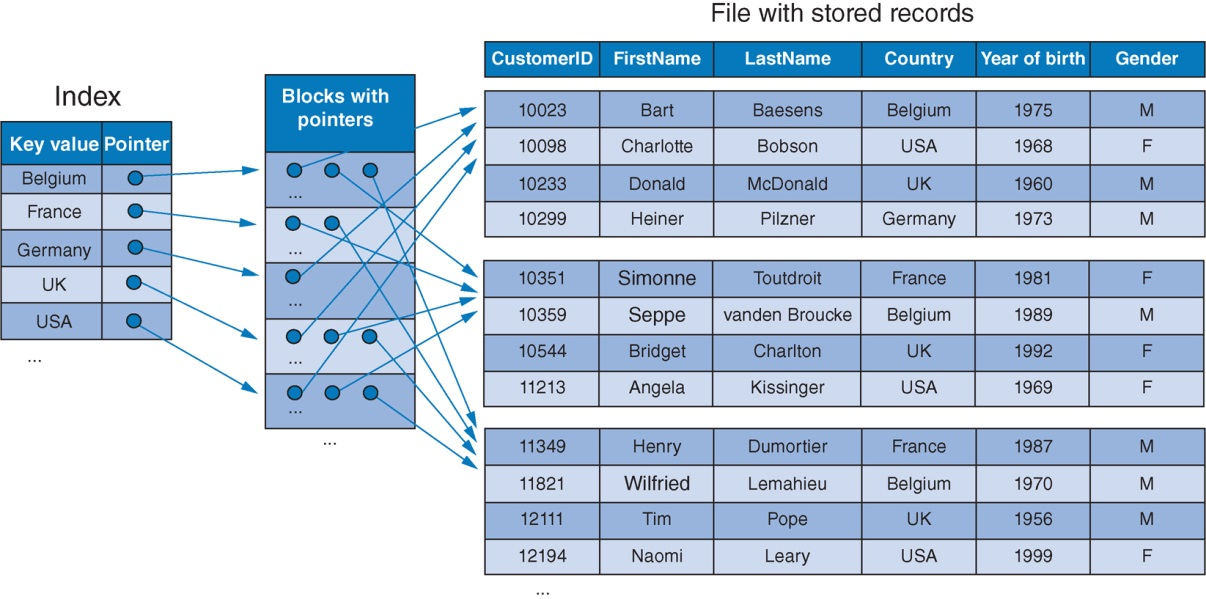 File with stored records
Index
Key value Pointer
Belgium
France
Germany
UK
USA
...
Blocks with
pointers
...
...
...
...
...
...
CustomerID FirstName LastName Country Year of birth Gender
10023 Bart Baesens Belgium 1975 M
10098 Charlotte Bobson USA 1968 F
10233 Donald McDonald UK 1960 M
10299 Heiner Pilzner Germany 1973 M
10351 Simonne Toutdroit France 1981 F
10359 Seppe vanden Broucke Belgium 1989 M
10544 Bridget Charlton UK 1992 F
11213 Angela Kissinger USA 1969 F
11349 Henry Dumortier France 1987 M
11821 Wilfried Lemahieu Belgium 1970 M
12111 Tim Pope UK 1956 M
12194 Naomi Leary USA 1999 F
...